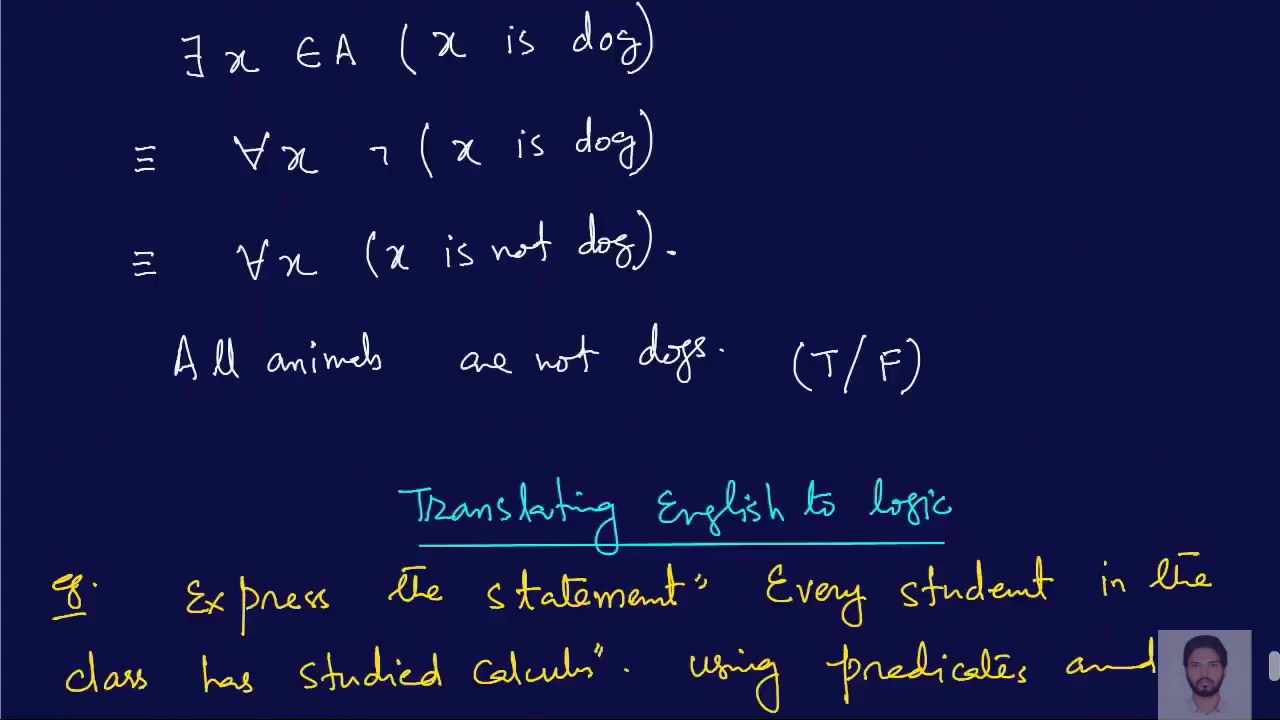 ∃ x ∈ A ( x is dog)
≡ ∀x ¬ ( x is dog)
≡ ∀x (x is not dog).
All animals are not dogs. (T/F)
Translating English to logic
Eg. Express the statement " Every student in the
class has studied calculus". using predicates and